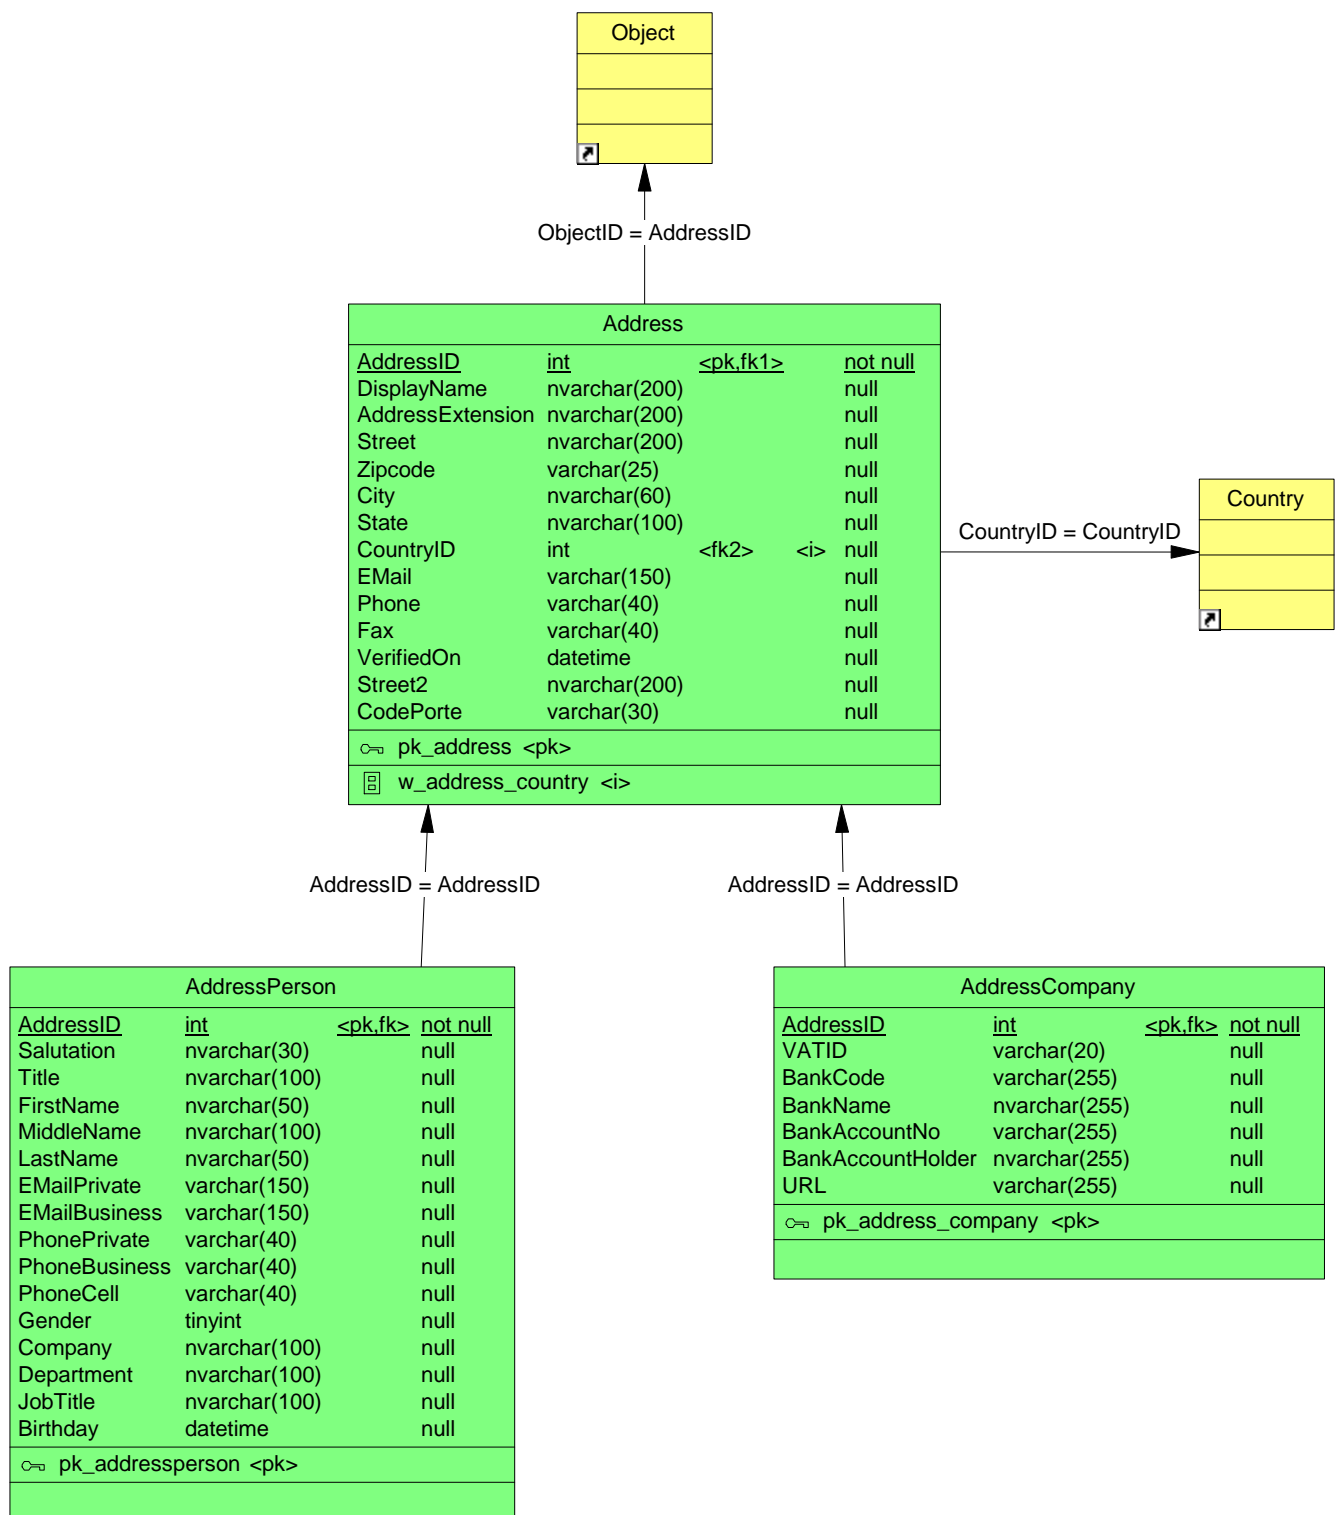 Object
ObjectID = AddressID
Address
AddressID int <pk,fk1> not null
DisplayName nvarchar(200) null
AddressExtension nvarchar(200) null
Street nvarchar(200) null
Zipcode varchar(25) null
City nvarchar(60) null
State nvarchar(100) null
CountryID int <fk2> <i> null
EMail varchar(150) null
Phone varchar(40) null
Fax varchar(40) null
VerifiedOn datetime null
Street2 nvarchar(200) null
CodePorte varchar(30) null
pk_address <pk>
w_address_country <i>
CountryID = CountryID
Country
AddressID = AddressID
AddressID = AddressID
AddressPerson
AddressID int <pk,fk> not null
Salutation nvarchar(30) null
Title nvarchar(100) null
FirstName nvarchar(50) null
MiddleName nvarchar(100) null
LastName nvarchar(50) null
EMailPrivate varchar(150) null
EMailBusiness varchar(150) null
PhonePrivate varchar(40) null
PhoneBusiness varchar(40) null
PhoneCell varchar(40) null
Gender tinyint null
Company nvarchar(100) null
Department nvarchar(100) null
JobTitle nvarchar(100) null
Birthday datetime null
pk_addressperson <pk>
AddressCompany
AddressID int <pk,fk> not null
VATID varchar(20) null
BankCode varchar(255) null
BankName nvarchar(255) null
BankAccountNo varchar(255) null
BankAccountHolder nvarchar(255) null
URL varchar(255) null
pk_address_company <pk>